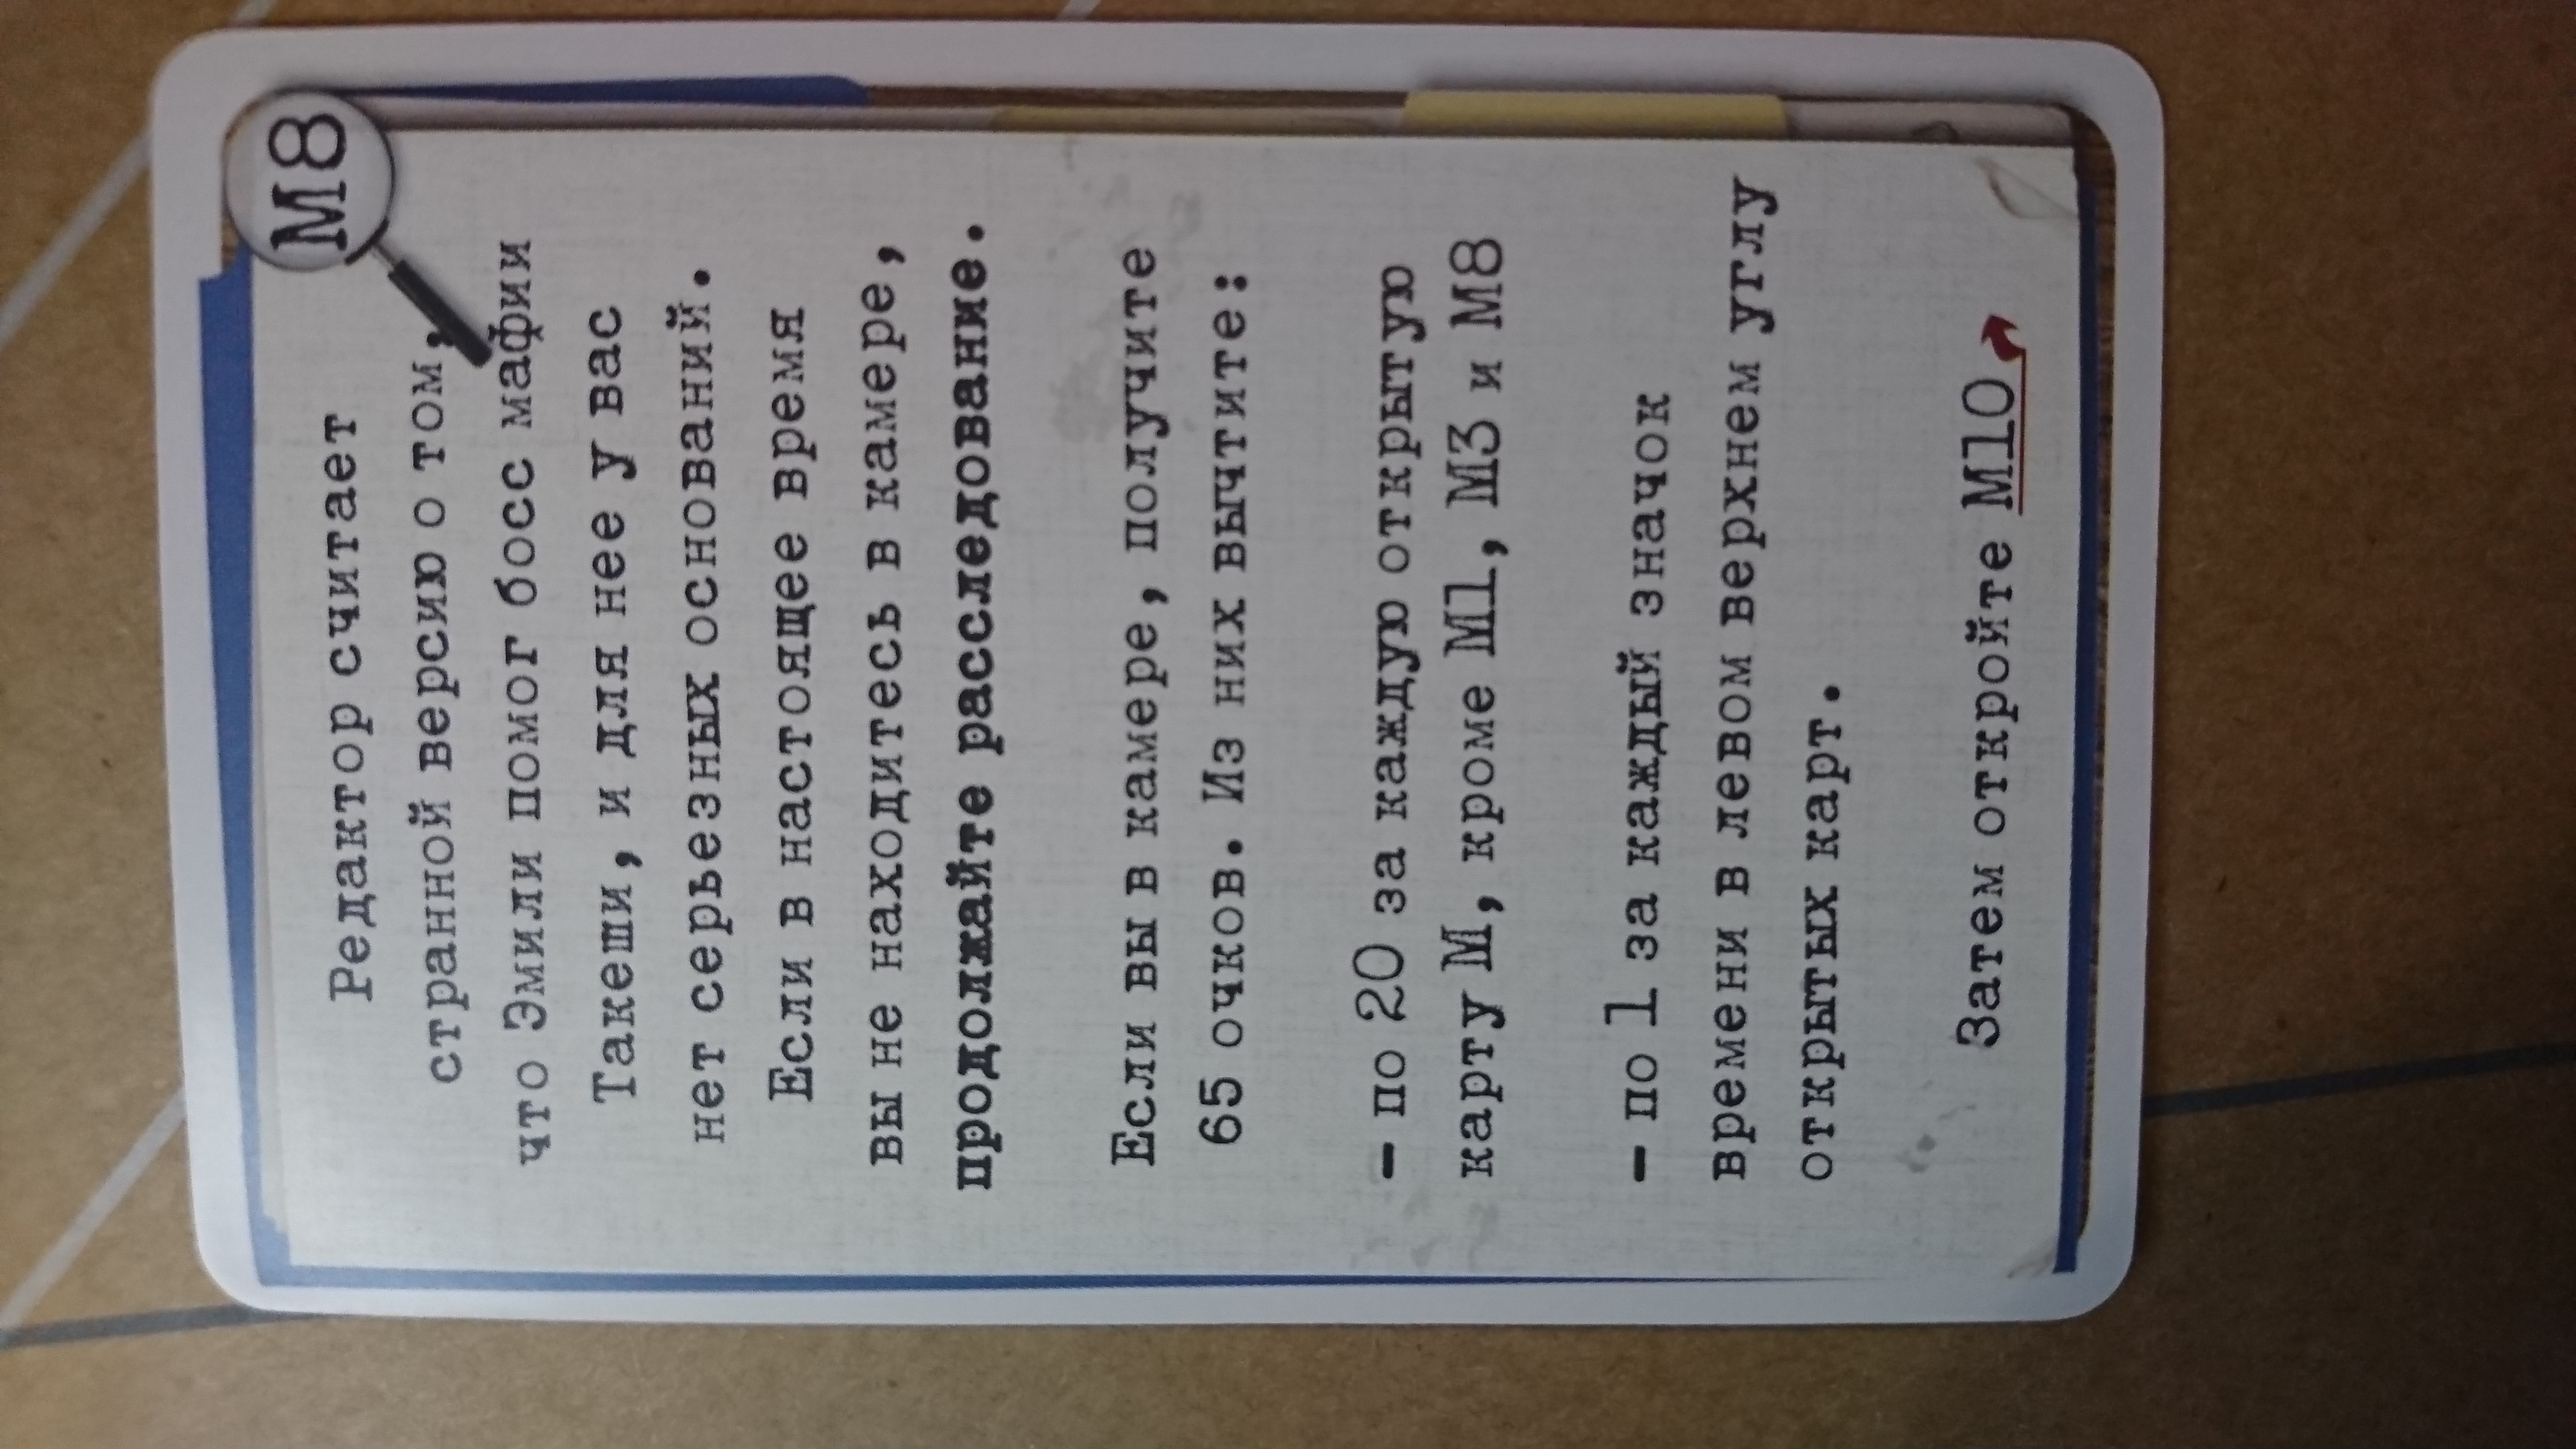 М8
Редактор считает
странной версию о том,
что Эмили помог босс мафии
Такеши, и для нее у вас
нет серьезных оснований.
Если в настоящее время
вы не находитесь в камере,
продолжайте расследование.
Если вы в камере, получите
65 очков. Из них вычтите:
– по 20 за каждую открытую
карту М, кроме М1, М3 и М8
– по 1 за каждый значок
времени в левом верхнем углу
открытых карт.
Затем откройте М10